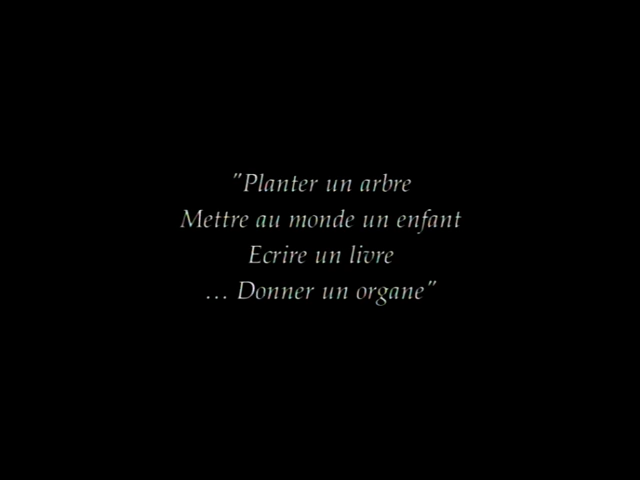 "Planter un arbre
Mettre au monde un enfant
Ecrire un livre
... Donner un organe"